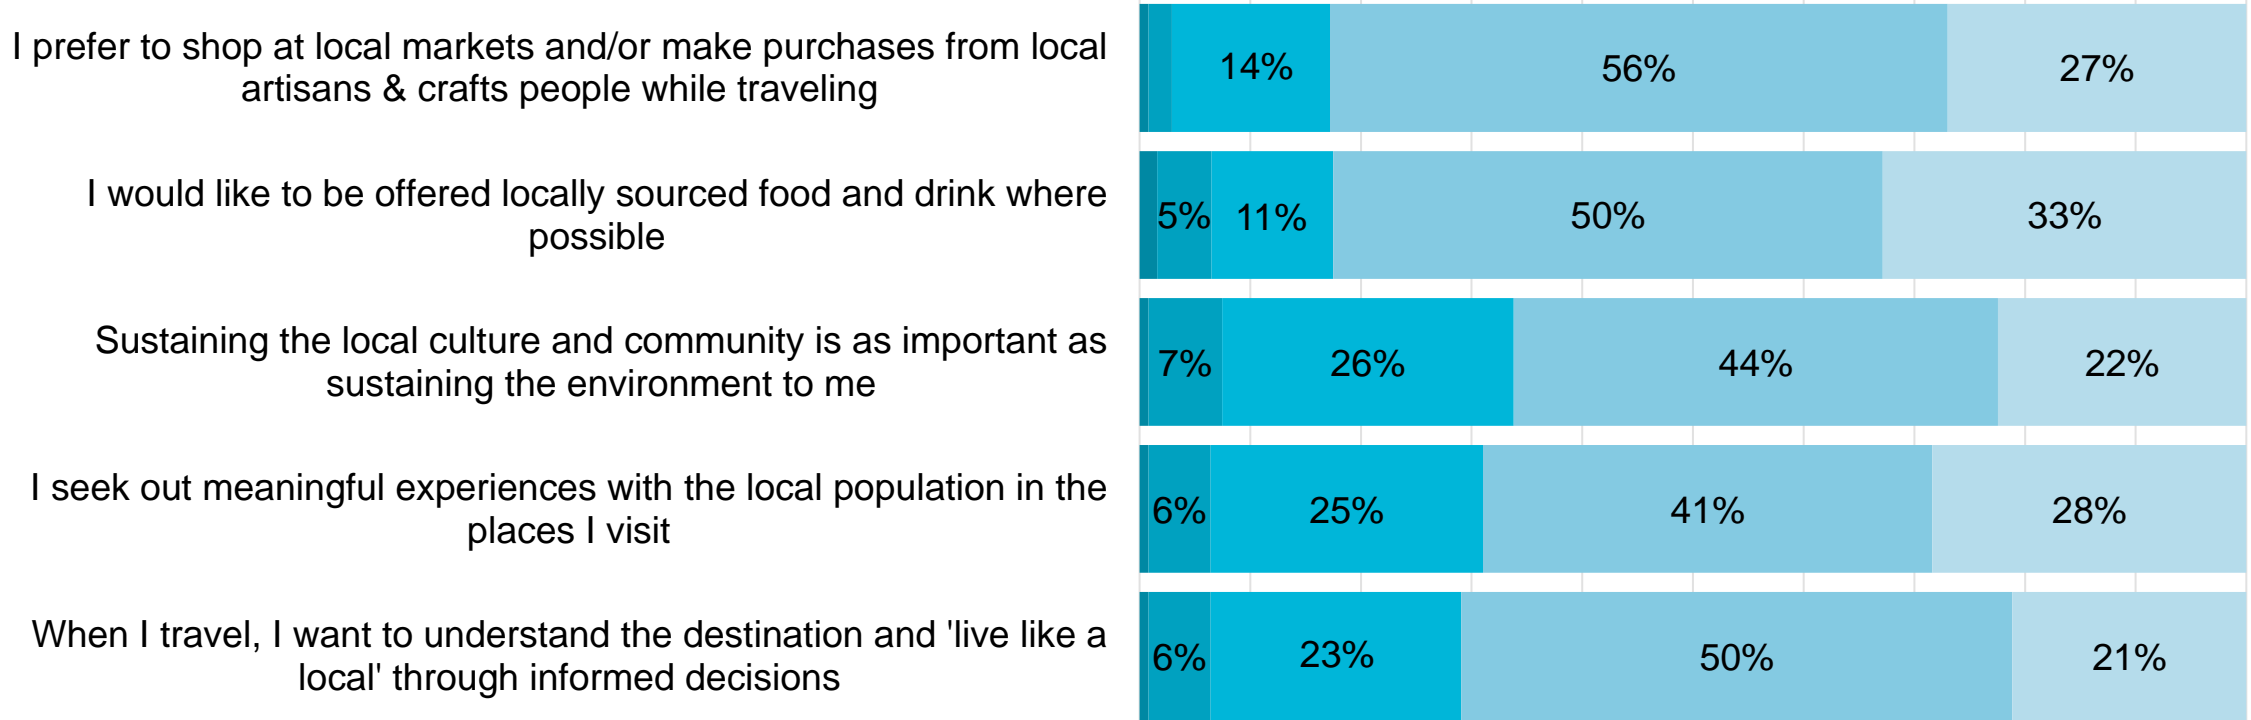 I prefer to shop at local markets and/or make purchases from local
artisans & crafts people while traveling
14% 56% 27%
I would like to be offered locally sourced food and drink where
possible
5% 11% 50% 33%
Sustaining the local culture and community is as important as
sustaining the environment to me
7% 26% 44% 22%
I seek out meaningful experiences with the local population in the
places I visit
6% 25% 41% 28%
When I travel, I want to understand the destination and 'live like a
local' through informed decisions
6% 23% 50% 21%